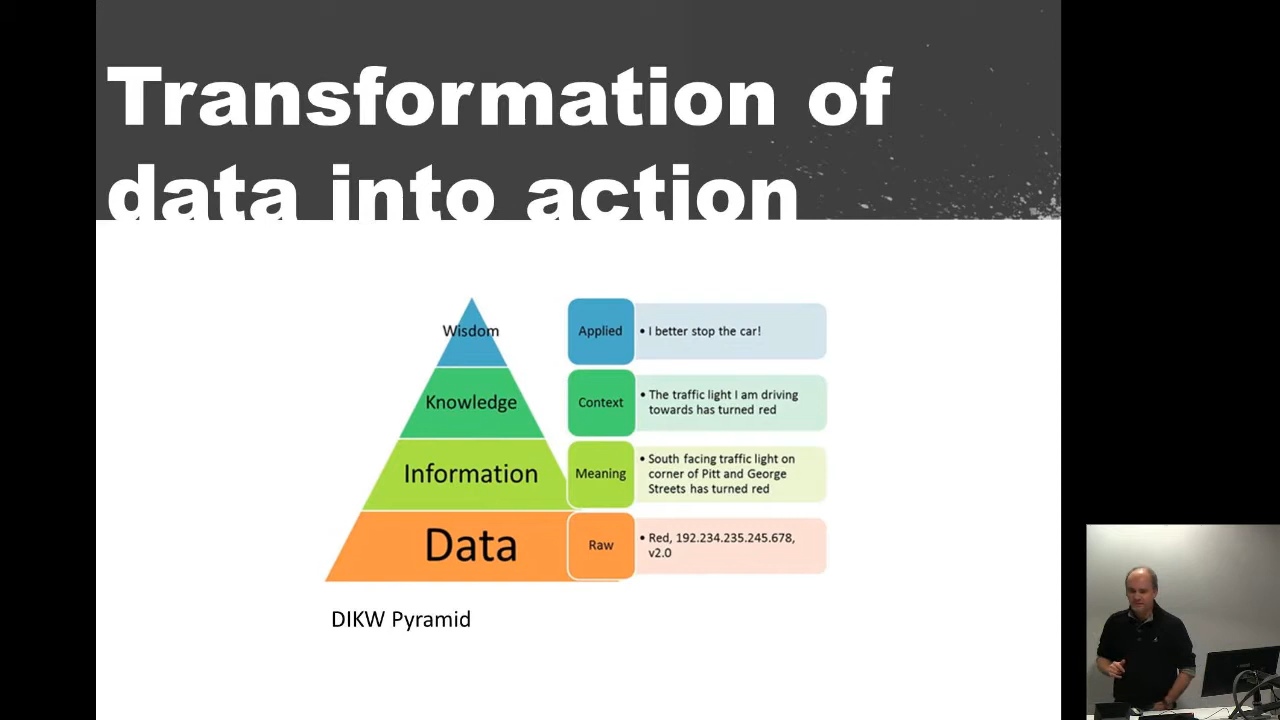 Transformation of
data into action
Wisdom
Applied
• I better stop the car!
Knowledge
Context
• The traffic light I am driving
towards has turned red
Information
Meaning
• South facing traffic light on
corner of Pitt and George
Streets has turned red
Data
Raw
• Red, 192.234.235.245.678,
v2.0
DIKW Pyramid